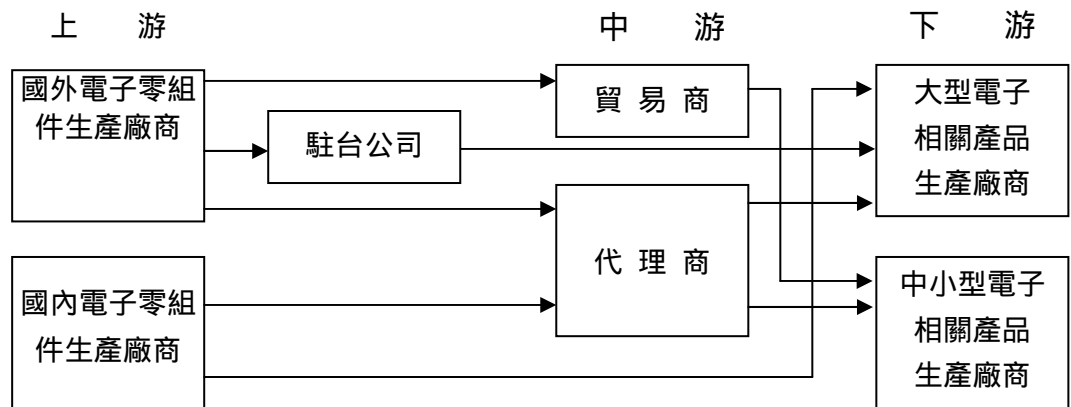 上 游
中 游
下 游
國外電子零組
件生產廠商
駐台公司
貿 易 商
大型電子
相關產品
生產廠商
代 理 商
國內電子零組
件生產廠商
中小型電子
相關產品
生產廠商